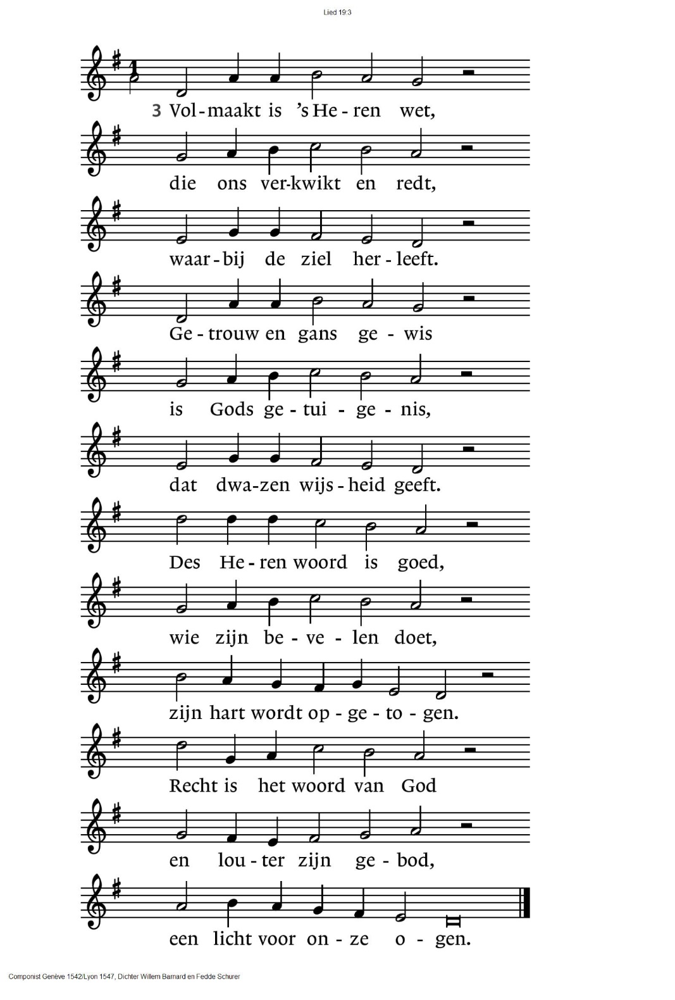 Lied 19:3
1
3 Vol-maakt is 's He-ren wet,
die ons ver-kwikt en redt,
waar-bij de ziel her-leeft.
Ge-trouw en gans ge-wis
is Gods ge-tui-ge-nis,
dat dwa-zen wijs-heid geeft.
Des He-ren woord is goed,
wie zijn be-ve-len doet,
zijn hart wordt op-ge-to-gen.
Recht is het woord van God
en lou-ter zijn ge-bod,
een licht voor on-ze o-gen.
Componist Genève 1542/Lyon 1547, Dichter Willem Barnard en Fedde Schurer